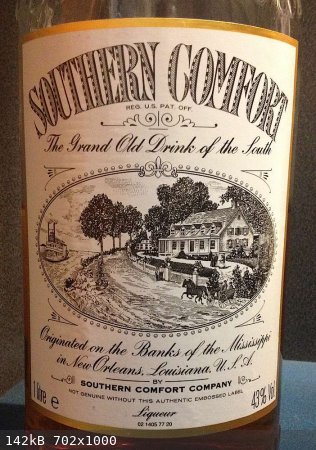 SOUTHERN COMFORT
REG. U.S. PAT. OFF.
The Grand Old Drink of the South
Originated on the Banks of the Mississippi
in New Orleans, Louisiana, U.S.A.
BY
SOUTHERN COMFORT COMPANY
NOT GENUINE WITHOUT THIS AUTHENTIC EMBOSSED LABEL
1 litre e
Liqueur
43% Vol
02 1405 77 20
142kB 702x1000